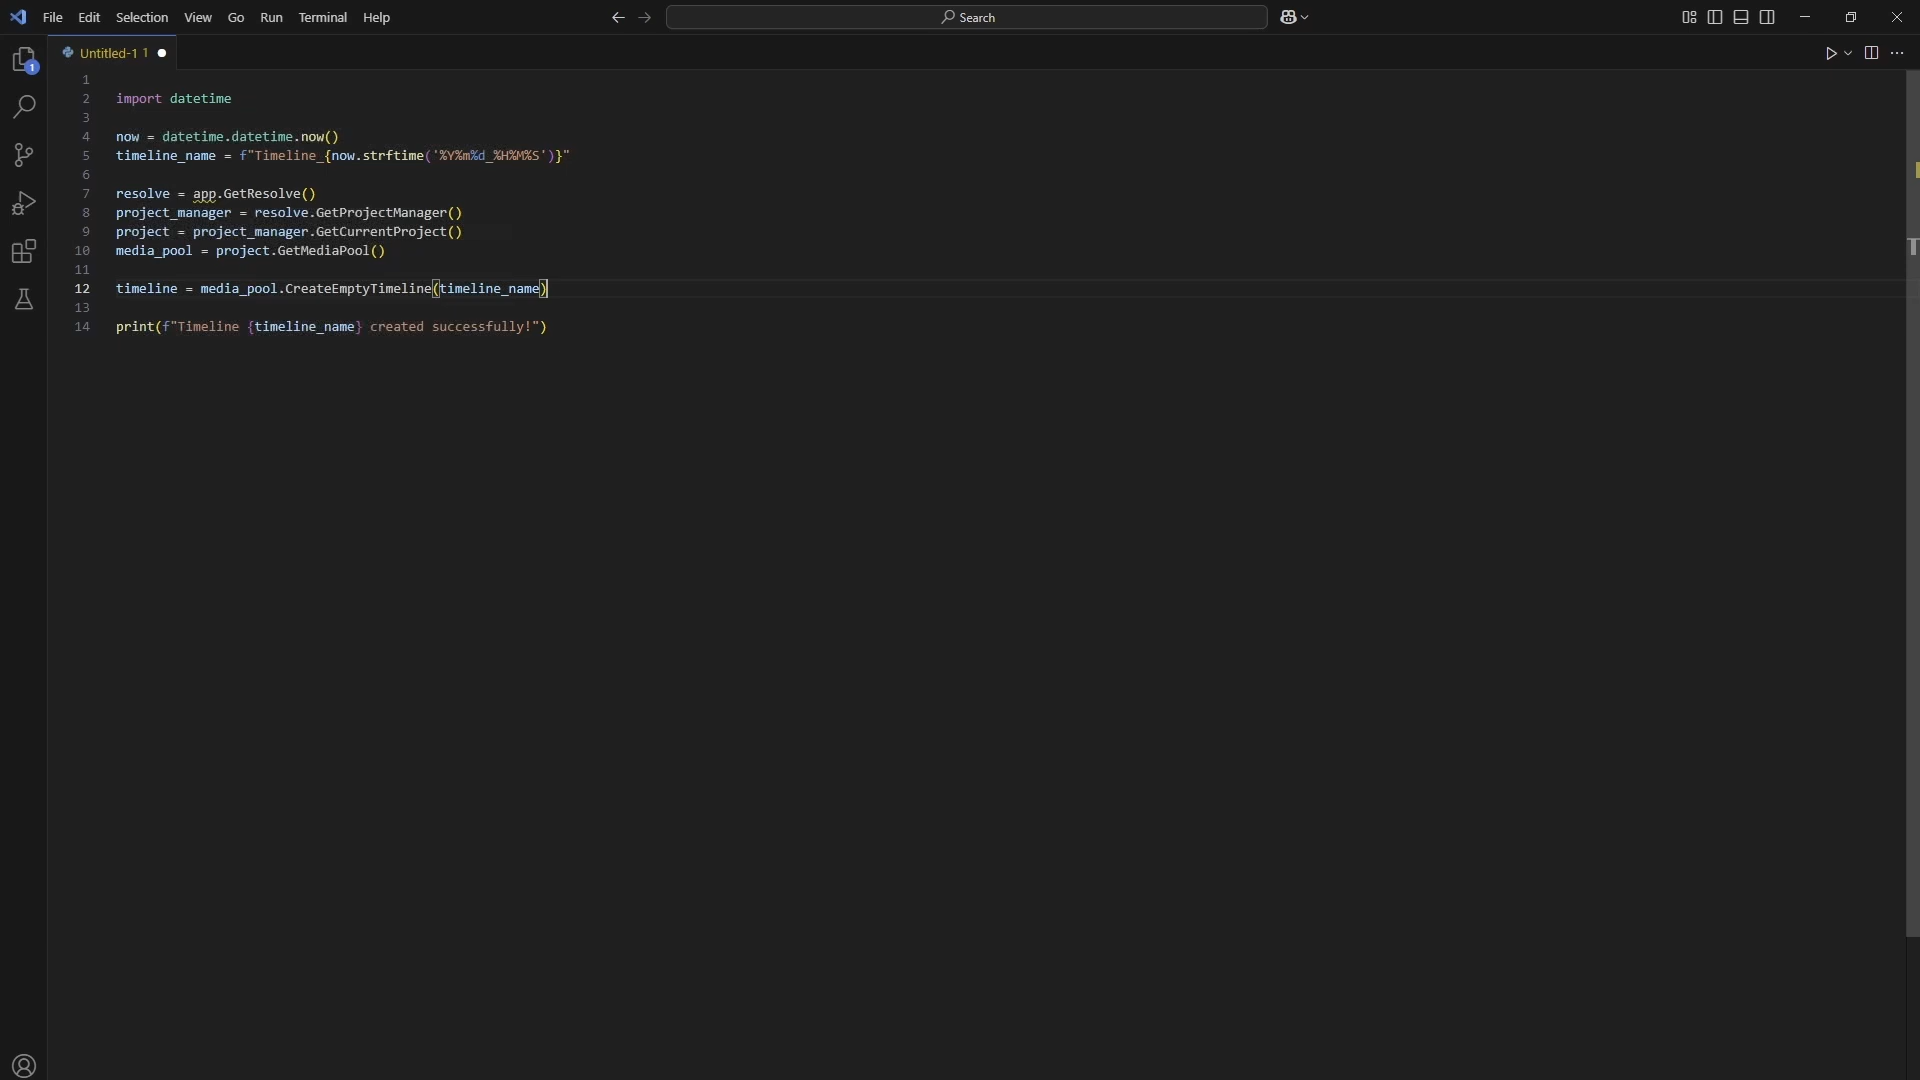 File Edit Selection View Go Run Terminal Help
Search
1
Untitled-1 1
1
2 import datetime
3
4 now = datetime.datetime.now()
5 timeline_name = f"Timeline_{now.strftime('%Y%m%d_%H%M%S')}"
6
7 resolve = app.GetResolve()
8 project_manager = resolve.GetProjectManager()
9 project = project_manager.GetCurrentProject()
10 media_pool = project.GetMediaPool()
11
12 timeline = media_pool.CreateEmptyTimeline(timeline_name)
13
14 print(f"Timeline {timeline_name} created successfully!")